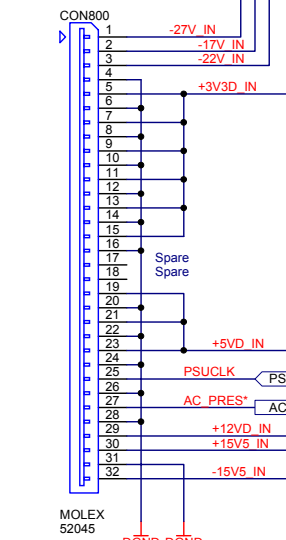 CON800
1 -27V_IN
2 -17V_IN
3 -22V_IN
4
5 +3V3D_IN
6
7
8
9
10
11
12
13
14
15
16
17 Spare
18 Spare
19
20
21
22
23 +5VD_IN
24
25 PSUCLK PS
26
27 AC_PRES* AC
28
29 +12VD_IN
30 +15V5_IN
31
32 -15V5_IN
MOLEX
52045